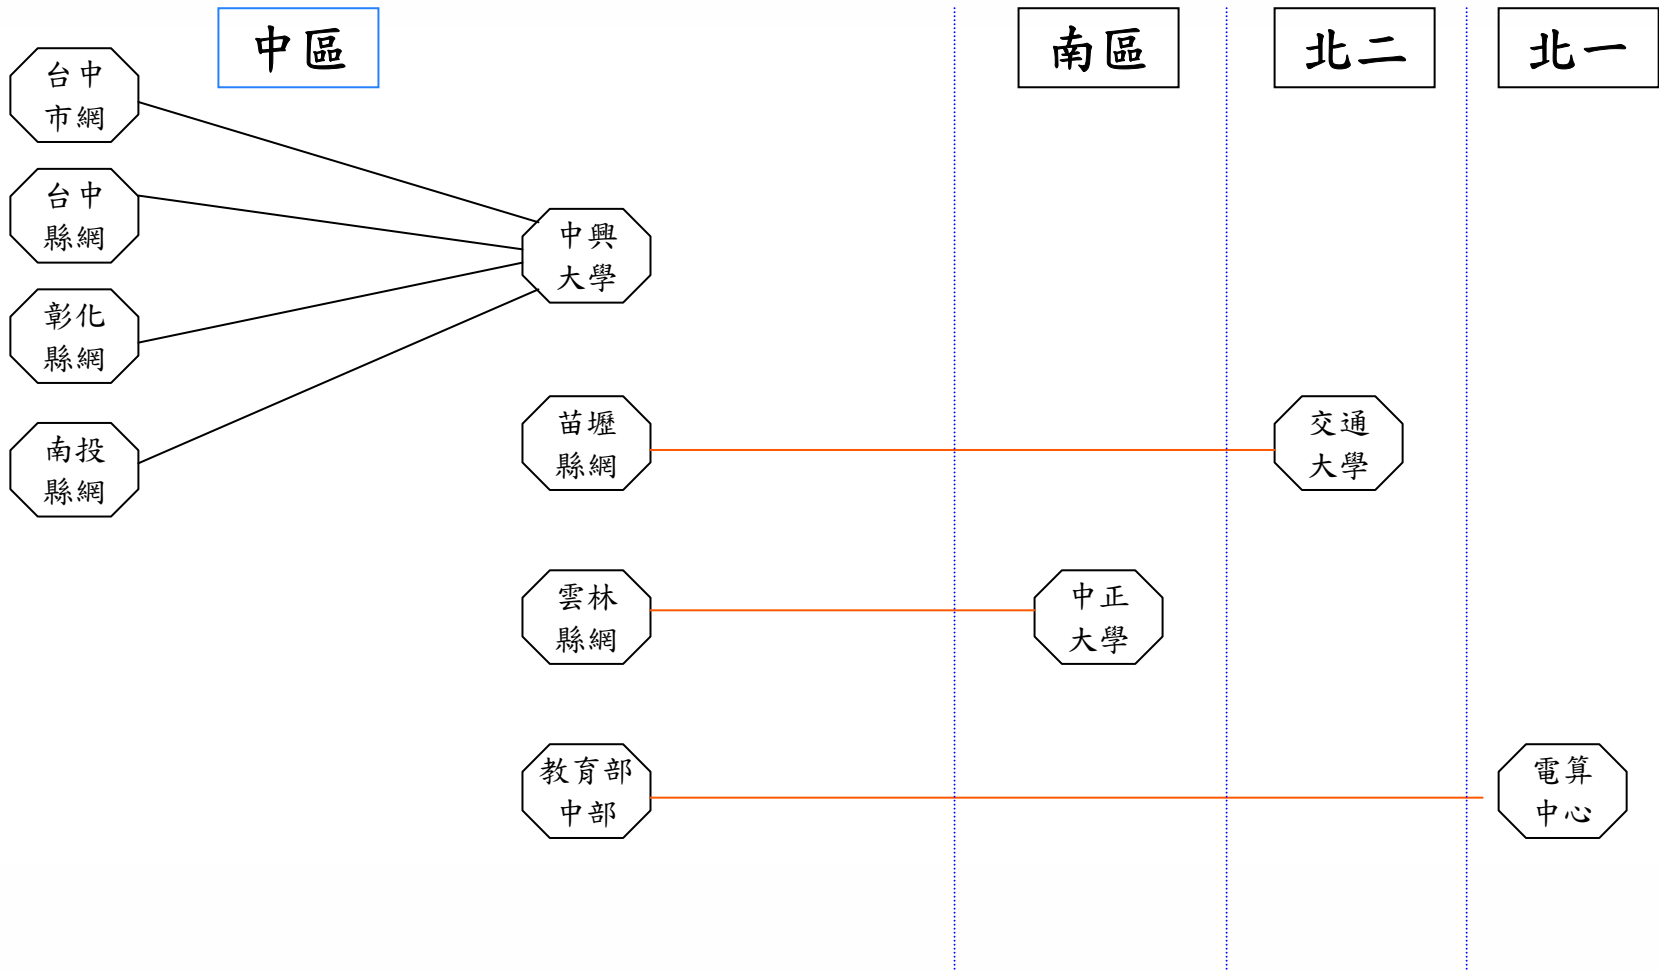 中區
南區
北二
北一
台中
市網
台中
縣網
彰化
縣網
南投
縣網
中興
大學
苗壢
縣網
交通
大學
雲林
縣網
中正
大學
教育部
中部
電算
中心